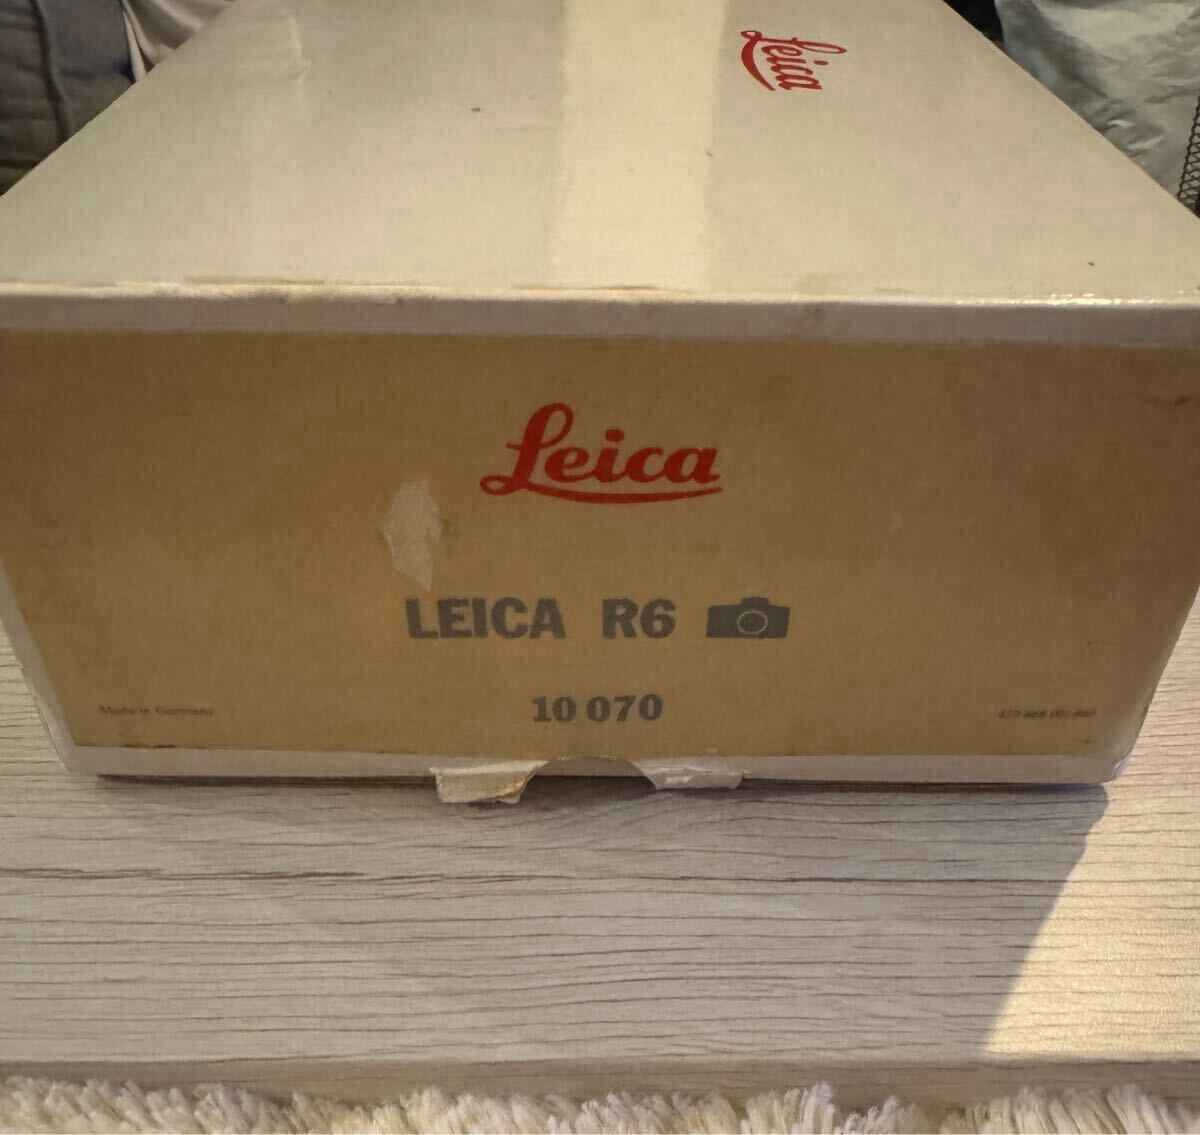 Leica
Leica
LEICA R6
10 070
Made in Germany